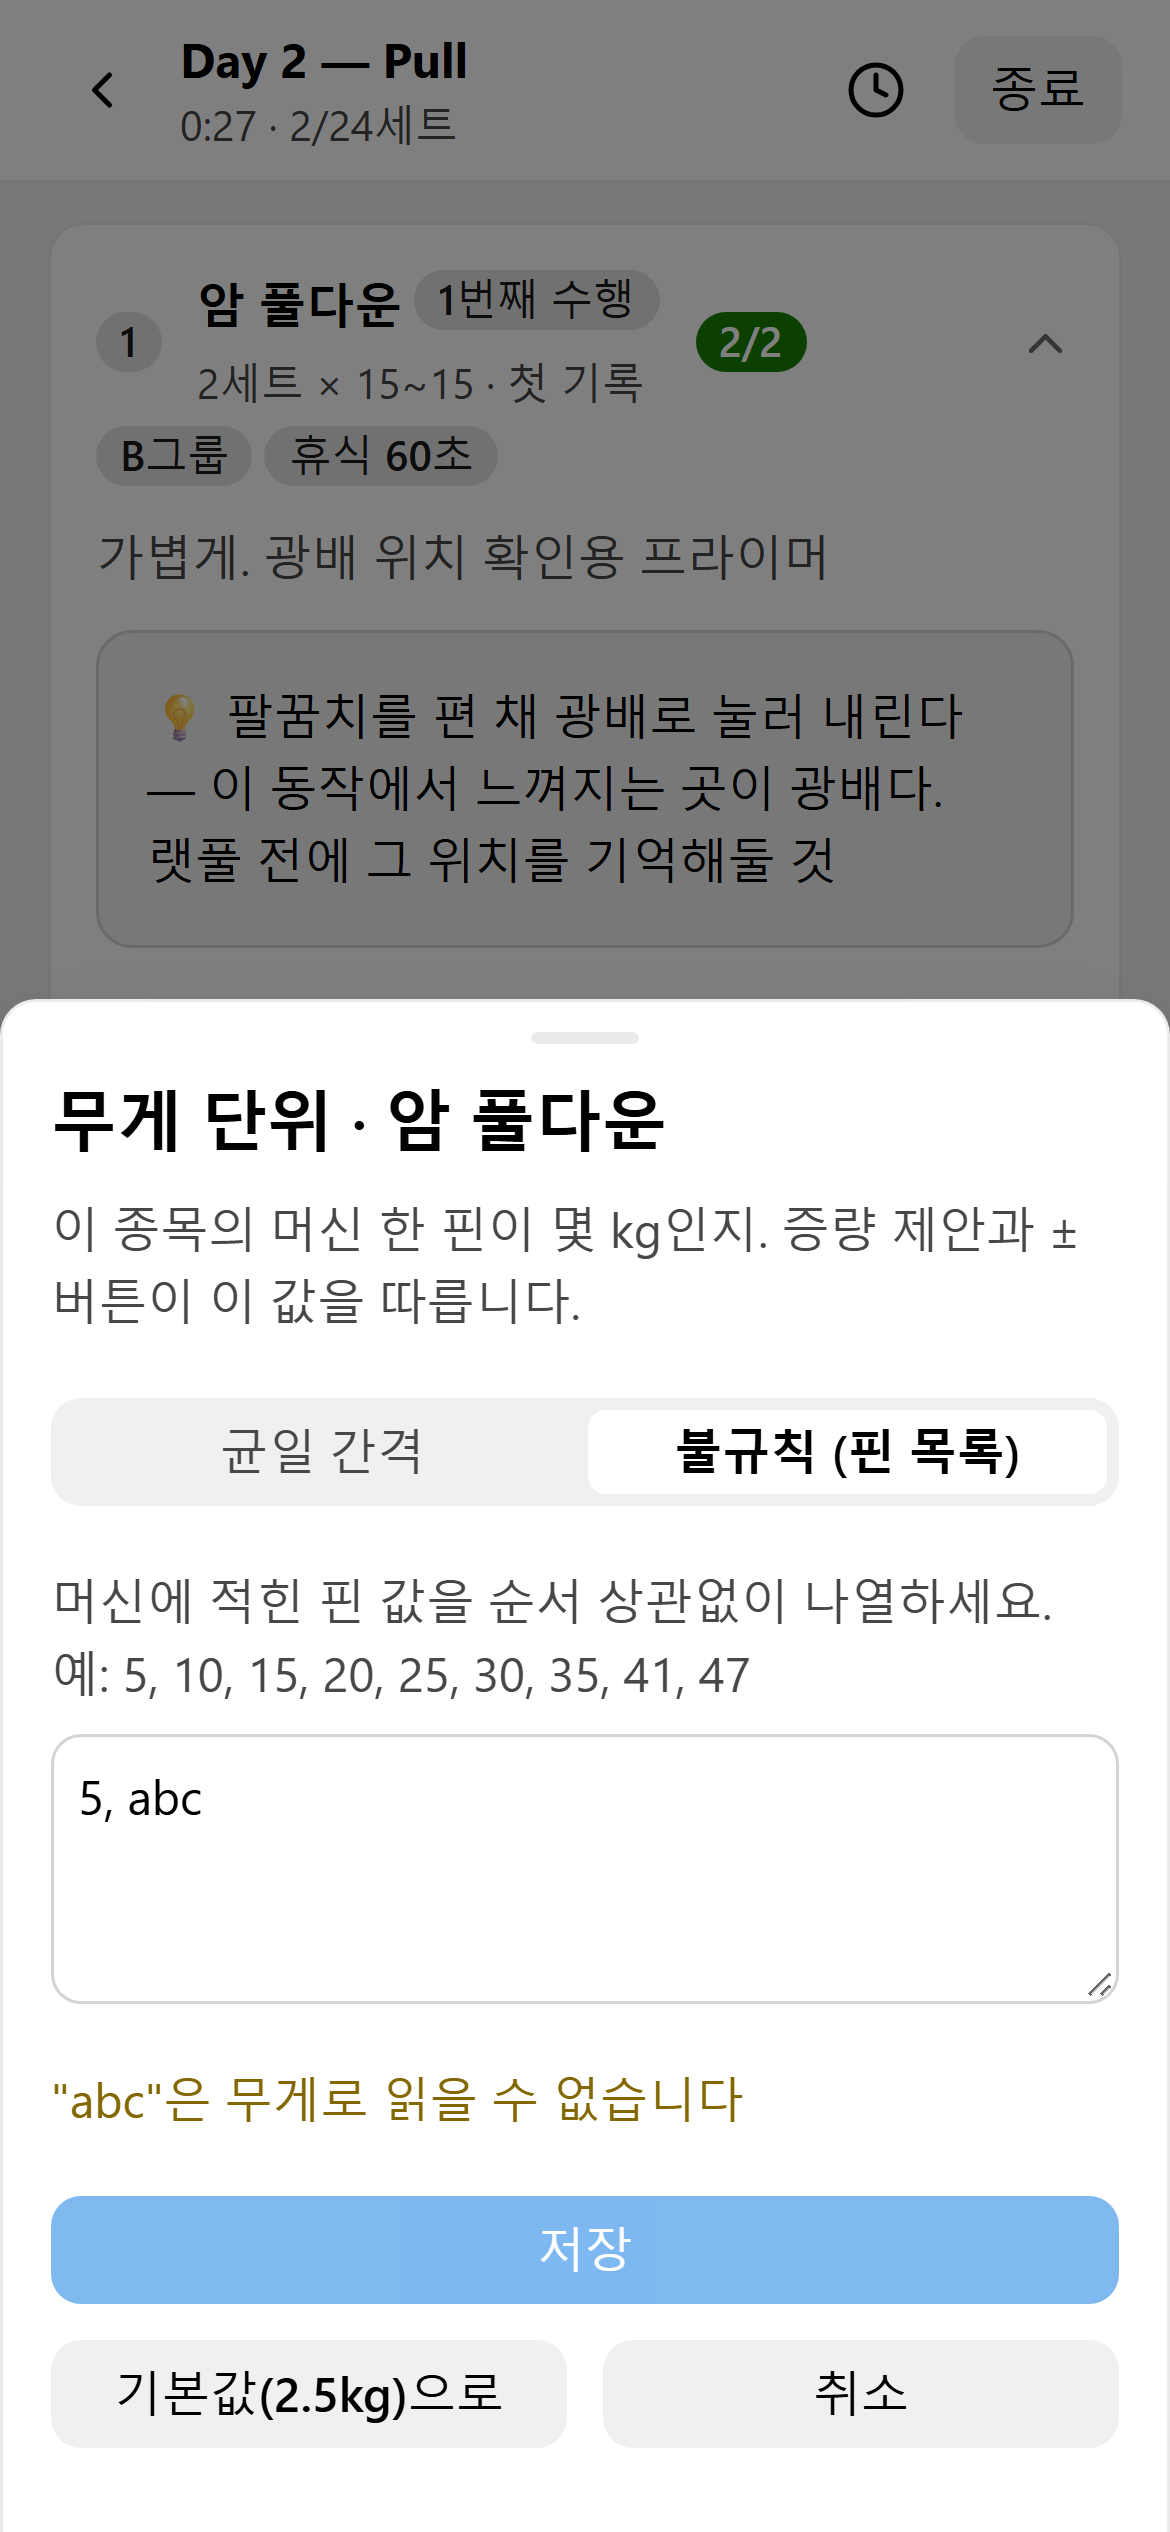 Day 2 — Pull
0:27 · 2/24세트
종료
1
암 풀다운
1번째 수행
2세트 × 15~15 · 첫 기록
2/2
B그룹
휴식 60초
가볍게. 광배 위치 확인용 프라이머
💡 팔꿈치를 편 채 광배로 눌러 내린다
— 이 동작에서 느껴지는 곳이 광배다.
랫풀 전에 그 위치를 기억해둘 것
무게 단위 · 암 풀다운
이 종목의 머신 한 핀이 몇 kg인지. 증량 제안과 ±
버튼이 이 값을 따릅니다.
균일 간격
불규칙 (핀 목록)
머신에 적힌 핀 값을 순서 상관없이 나열하세요.
예: 5, 10, 15, 20, 25, 30, 35, 41, 47
5, abc
"abc"은 무게로 읽을 수 없습니다
저장
기본값(2.5kg)으로
취소